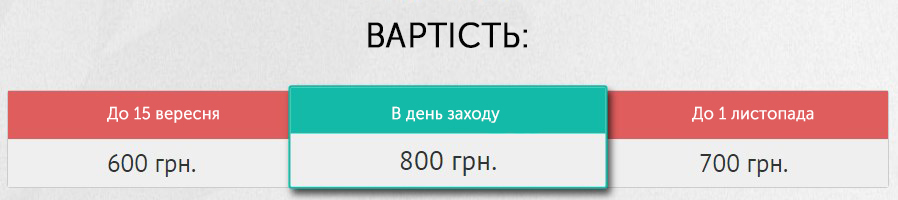 ВАРТІСТЬ:
До 15 вересня
600 грн.
В день заходу
800 грн.
До 1 листопада
700 грн.